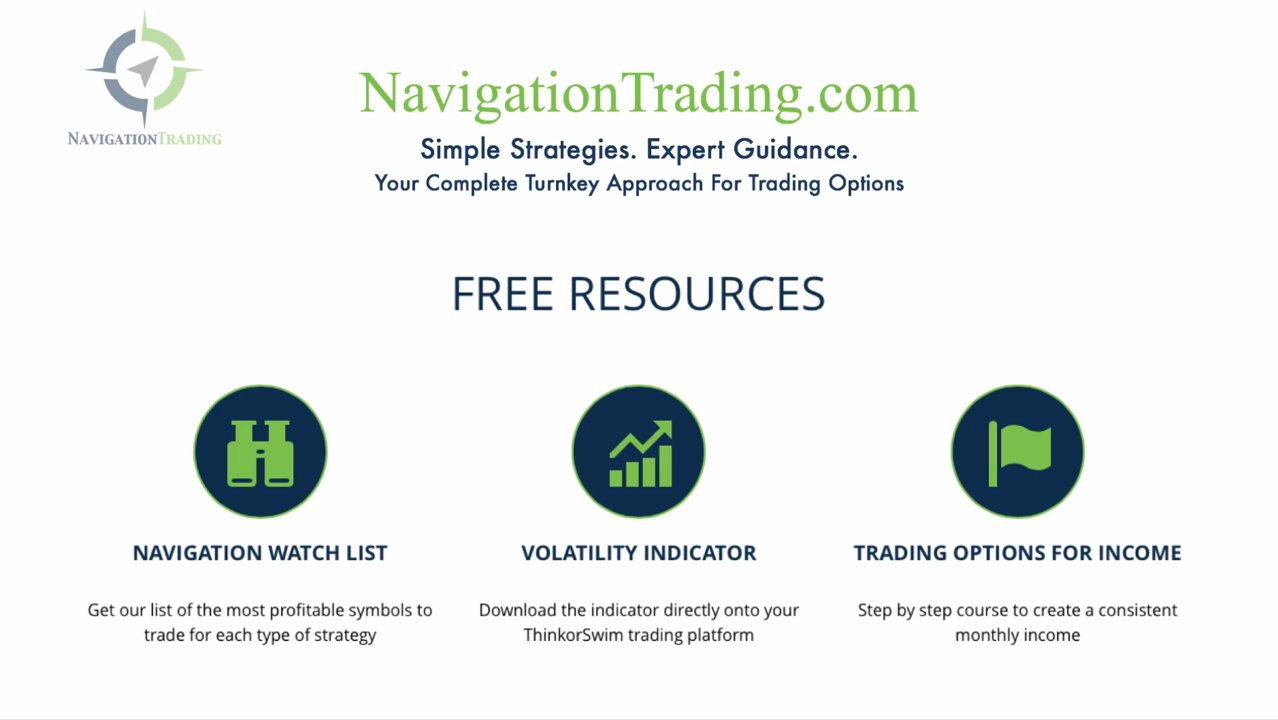 NAVIGATIONTRADING
NavigationTrading.com
Simple Strategies. Expert Guidance.
Your Complete Turnkey Approach For Trading Options
FREE RESOURCES
NAVIGATION WATCH LIST
Get our list of the most profitable symbols to
trade for each type of strategy
VOLATILITY INDICATOR
Download the indicator directly onto your
ThinkorSwim trading platform
TRADING OPTIONS FOR INCOME
Step by step course to create a consistent
monthly income